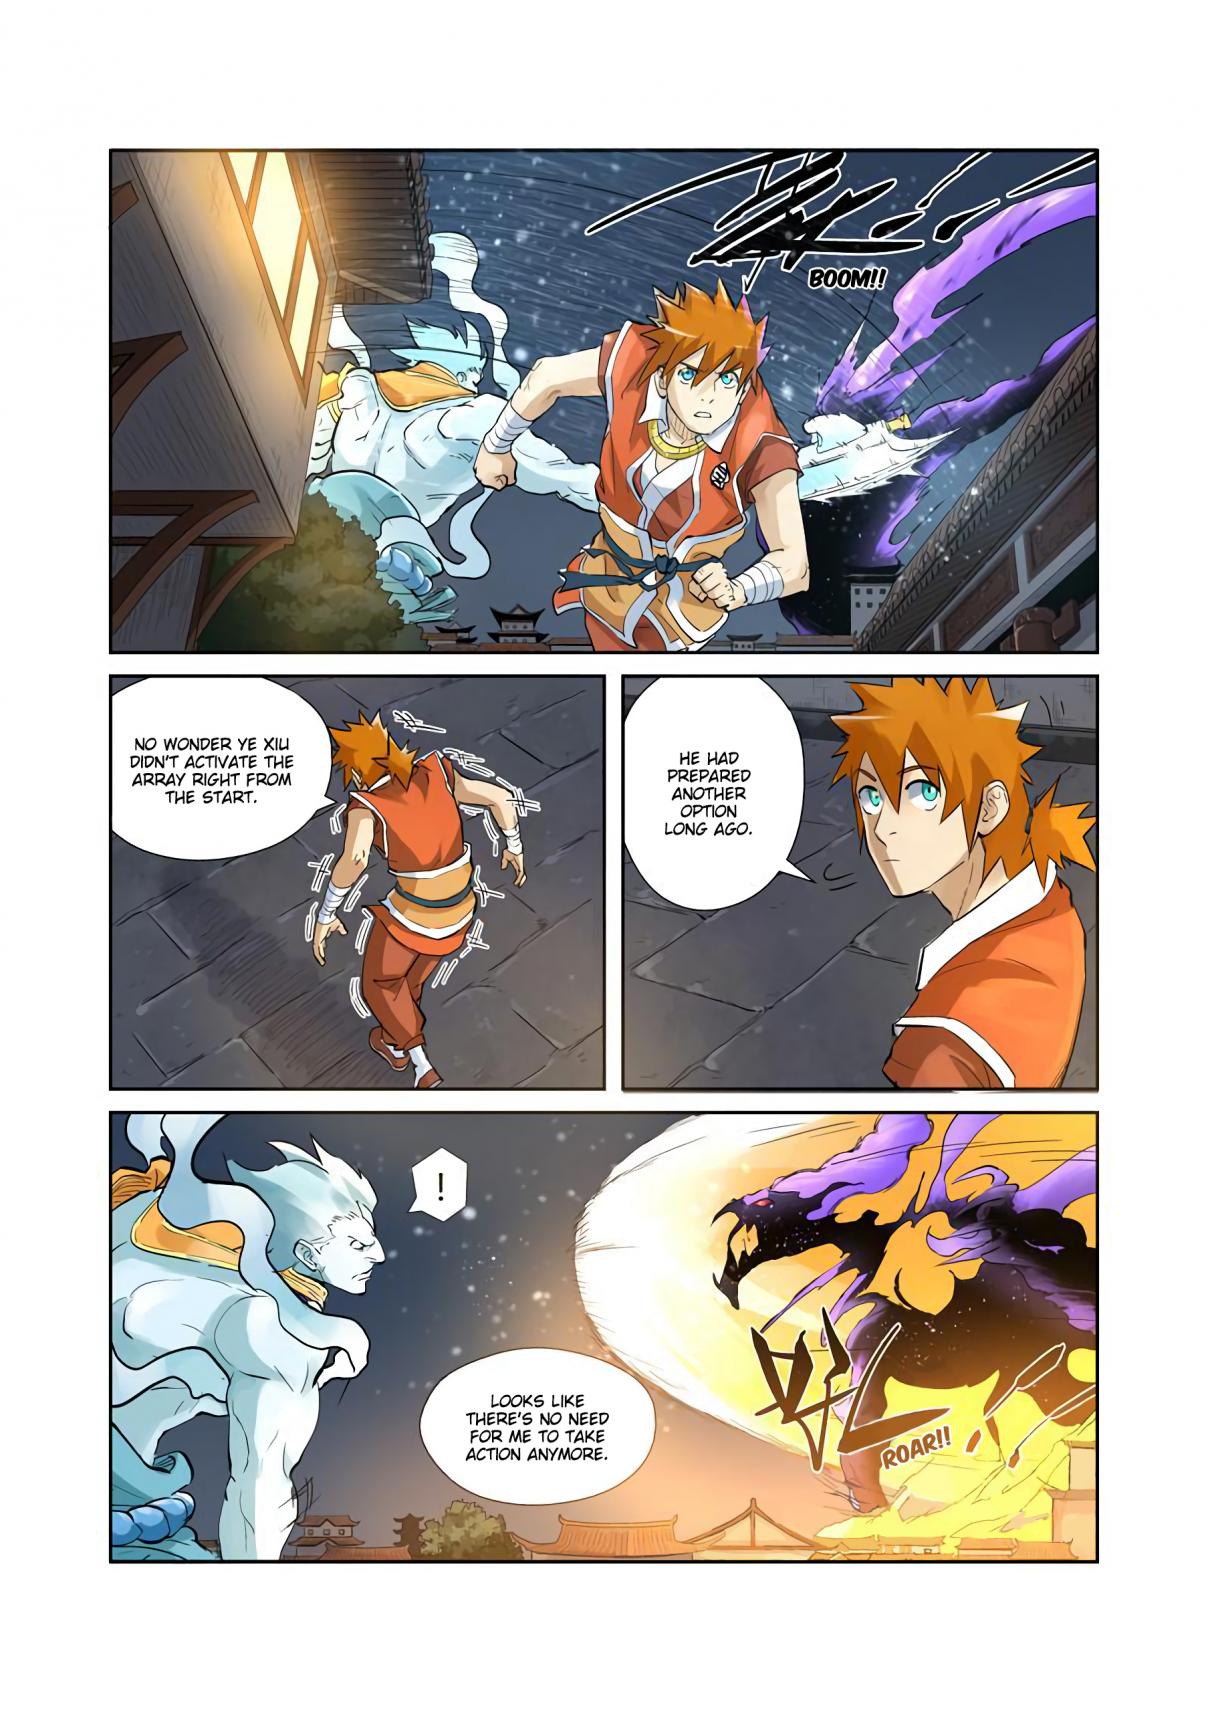 BOOM!!
NO WONDER YE XIU
DIDN'T ACTIVATE THE
ARRAY RIGHT FROM
THE START.
HE HAD
PREPARED
ANOTHER
OPTION
LONG AGO.
!
LOOKS LIKE
THERE'S NO NEED
FOR ME TO TAKE
ACTION ANYMORE.
ROAR!!